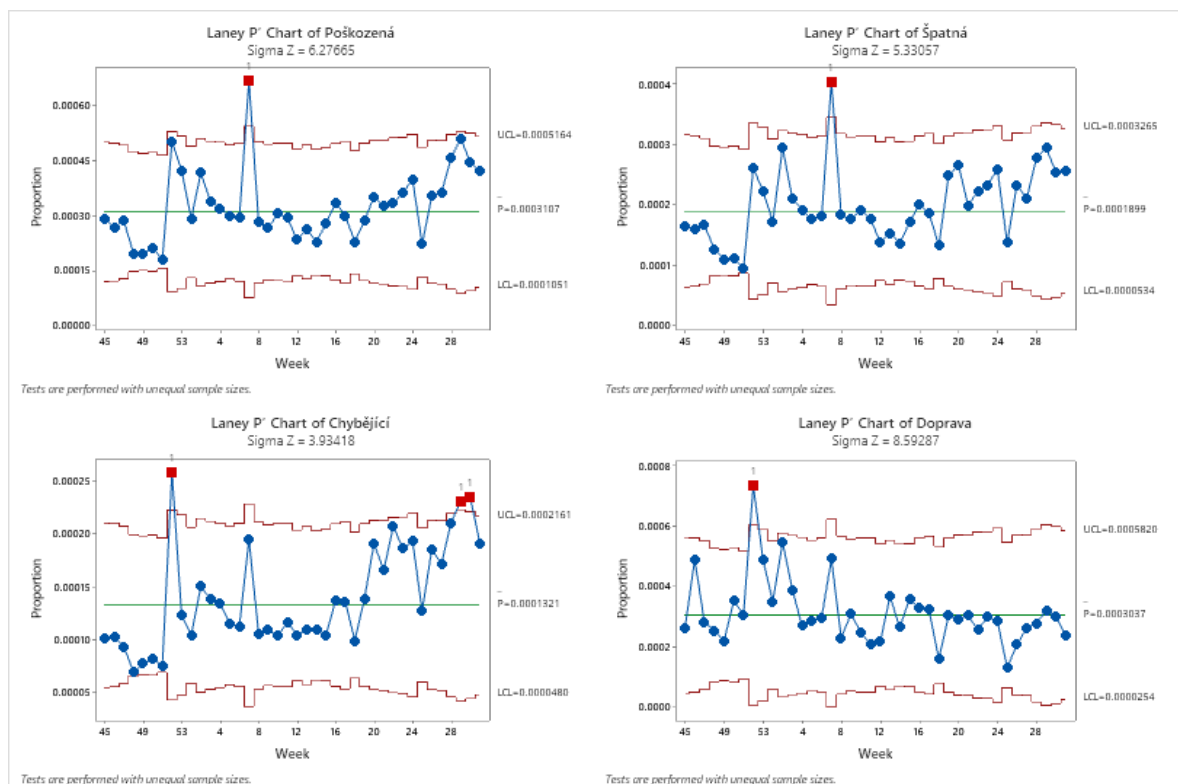 Laney P' Chart of Poškozená
Sigma Z = 6.27665
1
0.00060
0.00045
0.00030
0.00015
0.00000
Proportion
UCL=0.0005164
_
P=0.0003107
LCL=0.0001051
45 49 53 4 8 12 16 20 24 28
Week
Tests are performed with unequal sample sizes.
Laney P' Chart of Špatná
Sigma Z = 5.33057
1
0.0004
0.0003
0.0002
0.0001
0.0000
Proportion
UCL=0.0003265
_
P=0.0001899
LCL=0.0000534
45 49 53 4 8 12 16 20 24 28
Week
Tests are performed with unequal sample sizes.
Laney P' Chart of Chybějící
Sigma Z = 3.93418
1
1 1
0.00025
0.00020
0.00015
0.00010
0.00005
Proportion
UCL=0.0002161
_
P=0.0001321
LCL=0.0000480
45 49 53 4 8 12 16 20 24 28
Week
Tests are performed with unequal sample sizes.
Laney P' Chart of Doprava
Sigma Z = 8.59287
1
0.0008
0.0006
0.0004
0.0002
0.0000
Proportion
UCL=0.0005820
_
P=0.0003037
LCL=0.0000254
45 49 53 4 8 12 16 20 24 28
Week
Tests are performed with unequal sample sizes.